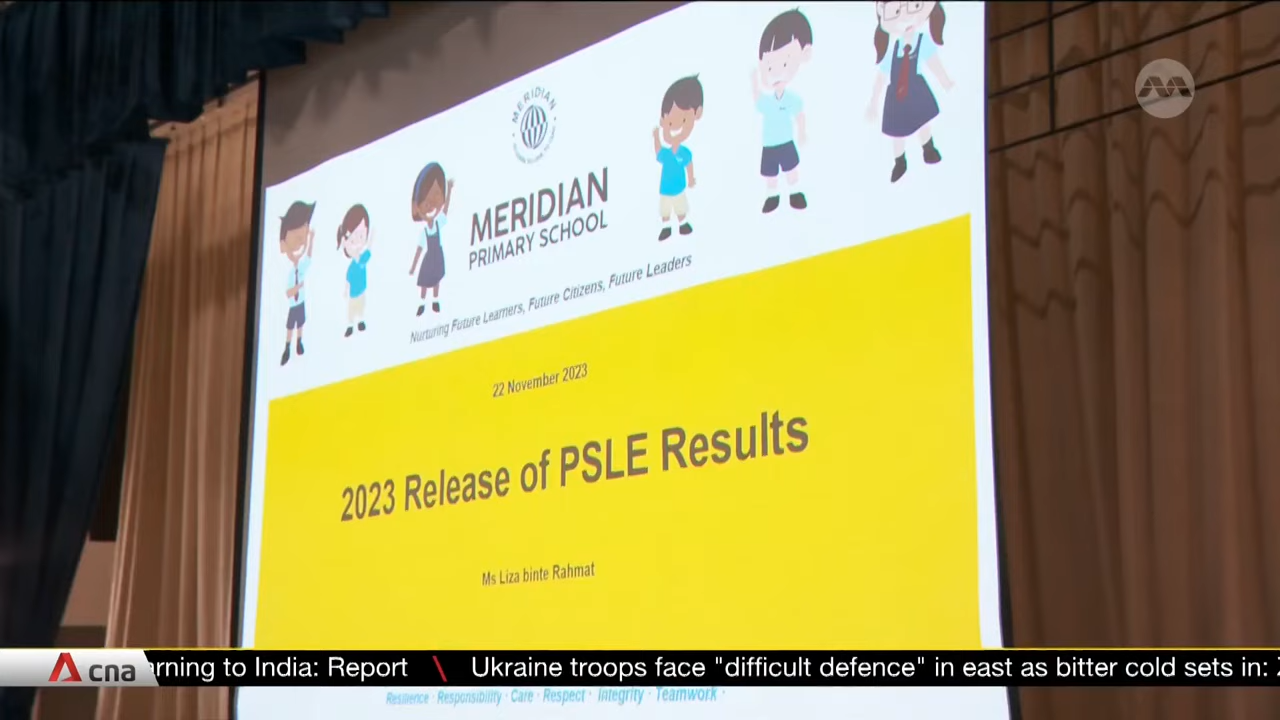 MERIDIAN
MERIDIAN
PRIMARY SCHOOL
Nurturing Future Learners, Future Citizens, Future Leaders
22 November 2023
2023 Release of PSLE Results
Ms Liza binte Rahmat
cna
arning to India: Report \ Ukraine troops face "difficult defence" in east as bitter cold sets in:
Resilience · Responsibility · Care · Respect · Integrity · Teamwork ·